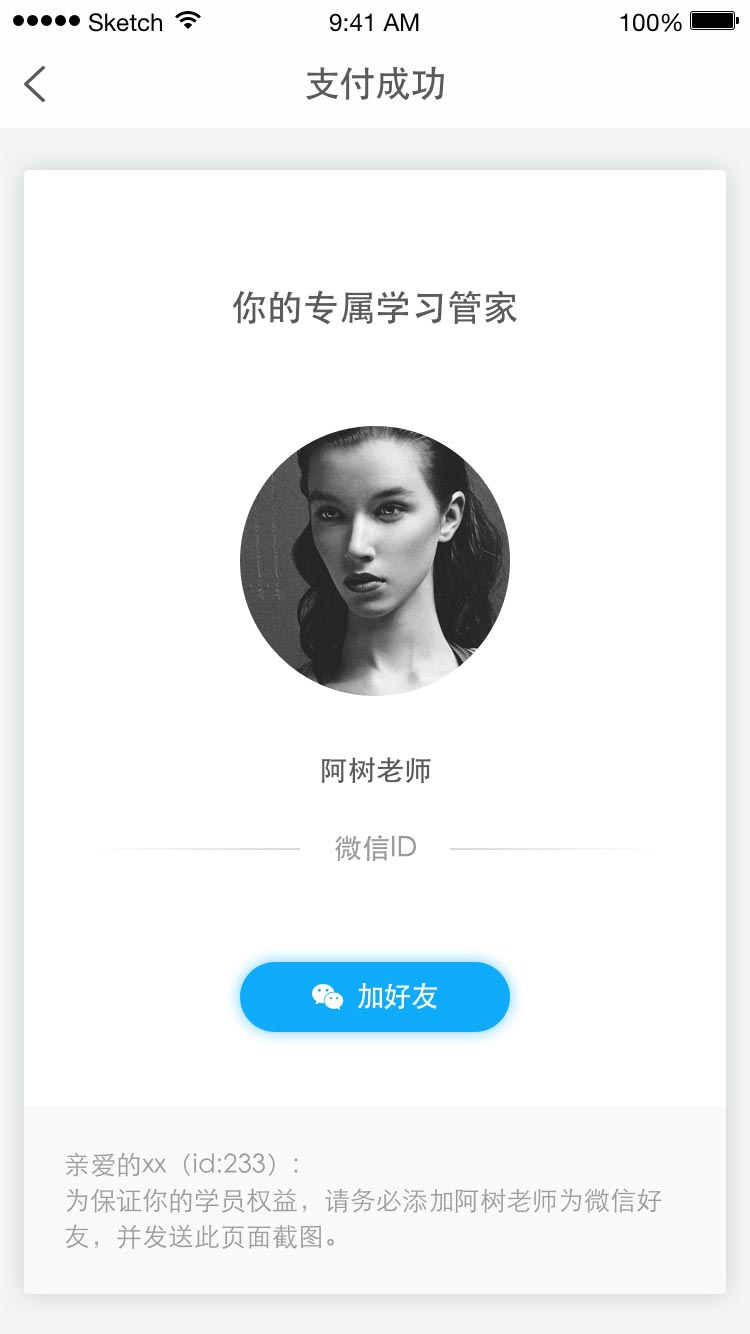 ●●●●● Sketch 9:41 AM 100%
支付成功
你的专属学习管家
阿树老师
微信ID
加好友
亲爱的xx（id:233）:
为保证你的学员权益，请务必添加阿树老师为微信好
友，并发送此页面截图。